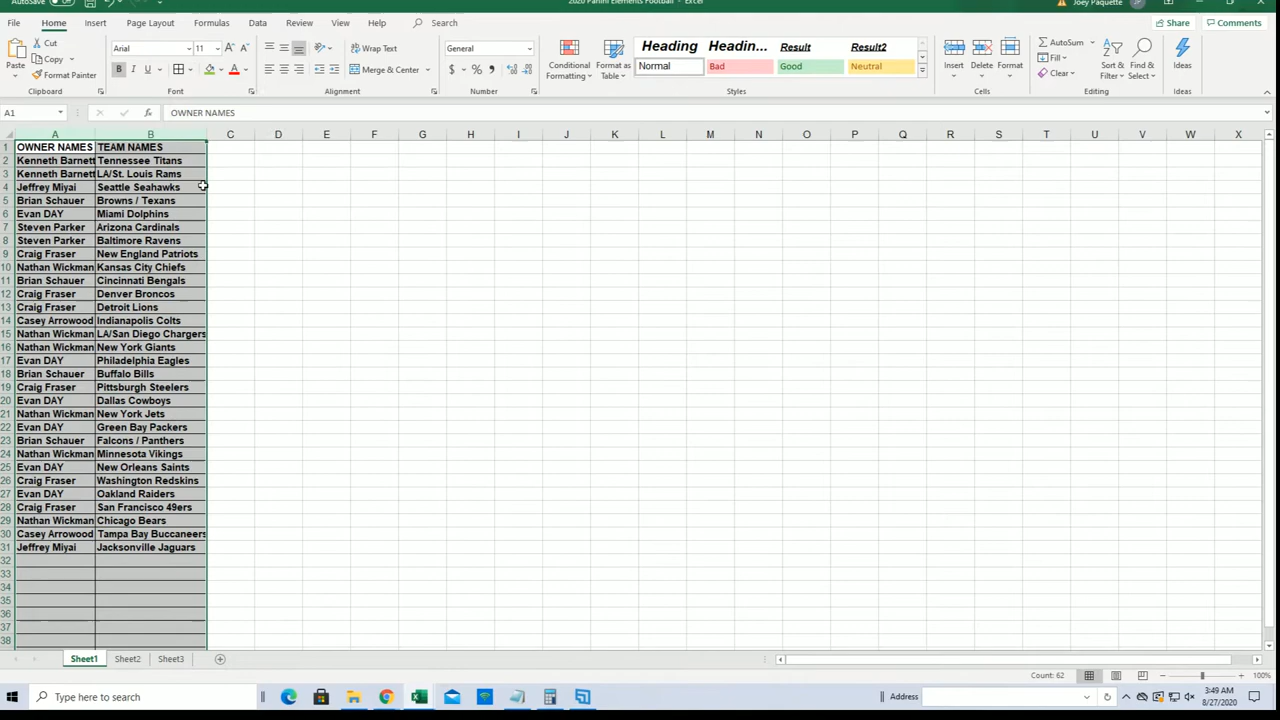 AutoSave Off 2020 Panini Elements Football - Excel Joey Paquette JP
File Home Insert Page Layout Formulas Data Review View Help Search Share Comments
Paste Cut Copy Format Painter Clipboard
Arial 11 B I U Font
Wrap Text Merge & Center Alignment
General $ % Number
Conditional Formatting Format as Table Heading Headin... Result Result2 Normal Bad Good Neutral Styles
Insert Delete Format Cells
AutoSum Fill Clear Sort & Filter Find & Select Editing
Ideas Ideas
A1 fx OWNER NAMES
A B C D E F G H I J K L M N O P Q R S T U V W X
1 OWNER NAMES TEAM NAMES
2 Kenneth Barnett Tennessee Titans
3 Kenneth Barnett LA/St. Louis Rams
4 Jeffrey Miyai Seattle Seahawks
5 Brian Schauer Browns / Texans
6 Evan DAY Miami Dolphins
7 Steven Parker Arizona Cardinals
8 Steven Parker Baltimore Ravens
9 Craig Fraser New England Patriots
10 Nathan Wickman Kansas City Chiefs
11 Brian Schauer Cincinnati Bengals
12 Craig Fraser Denver Broncos
13 Craig Fraser Detroit Lions
14 Casey Arrowood Indianapolis Colts
15 Nathan Wickman LA/San Diego Chargers
16 Nathan Wickman New York Giants
17 Evan DAY Philadelphia Eagles
18 Brian Schauer Buffalo Bills
19 Craig Fraser Pittsburgh Steelers
20 Evan DAY Dallas Cowboys
21 Nathan Wickman New York Jets
22 Evan DAY Green Bay Packers
23 Brian Schauer Falcons / Panthers
24 Nathan Wickman Minnesota Vikings
25 Evan DAY New Orleans Saints
26 Craig Fraser Washington Redskins
27 Evan DAY Oakland Raiders
28 Craig Fraser San Francisco 49ers
29 Nathan Wickman Chicago Bears
30 Casey Arrowood Tampa Bay Buccaneers
31 Jeffrey Miyai Jacksonville Jaguars
32
33
34
35
36
37
38
Sheet1 Sheet2 Sheet3
Count: 62 100%
Type here to search Address 3:49 AM
8/27/2020